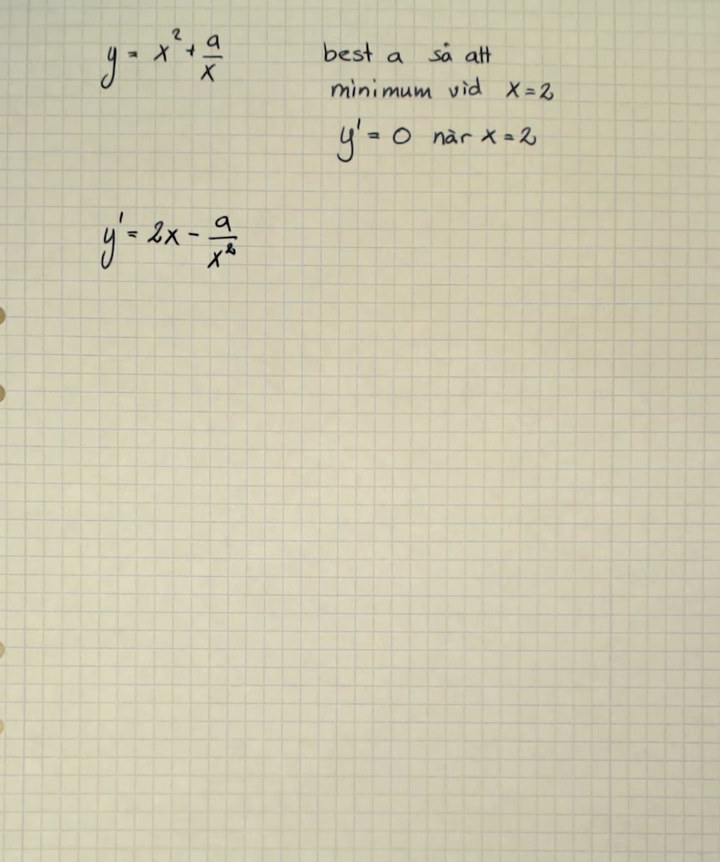 y = x² + a/x
best a så att
minimum vid x=2
y' = 0 när x=2
y' = 2x - a/x²